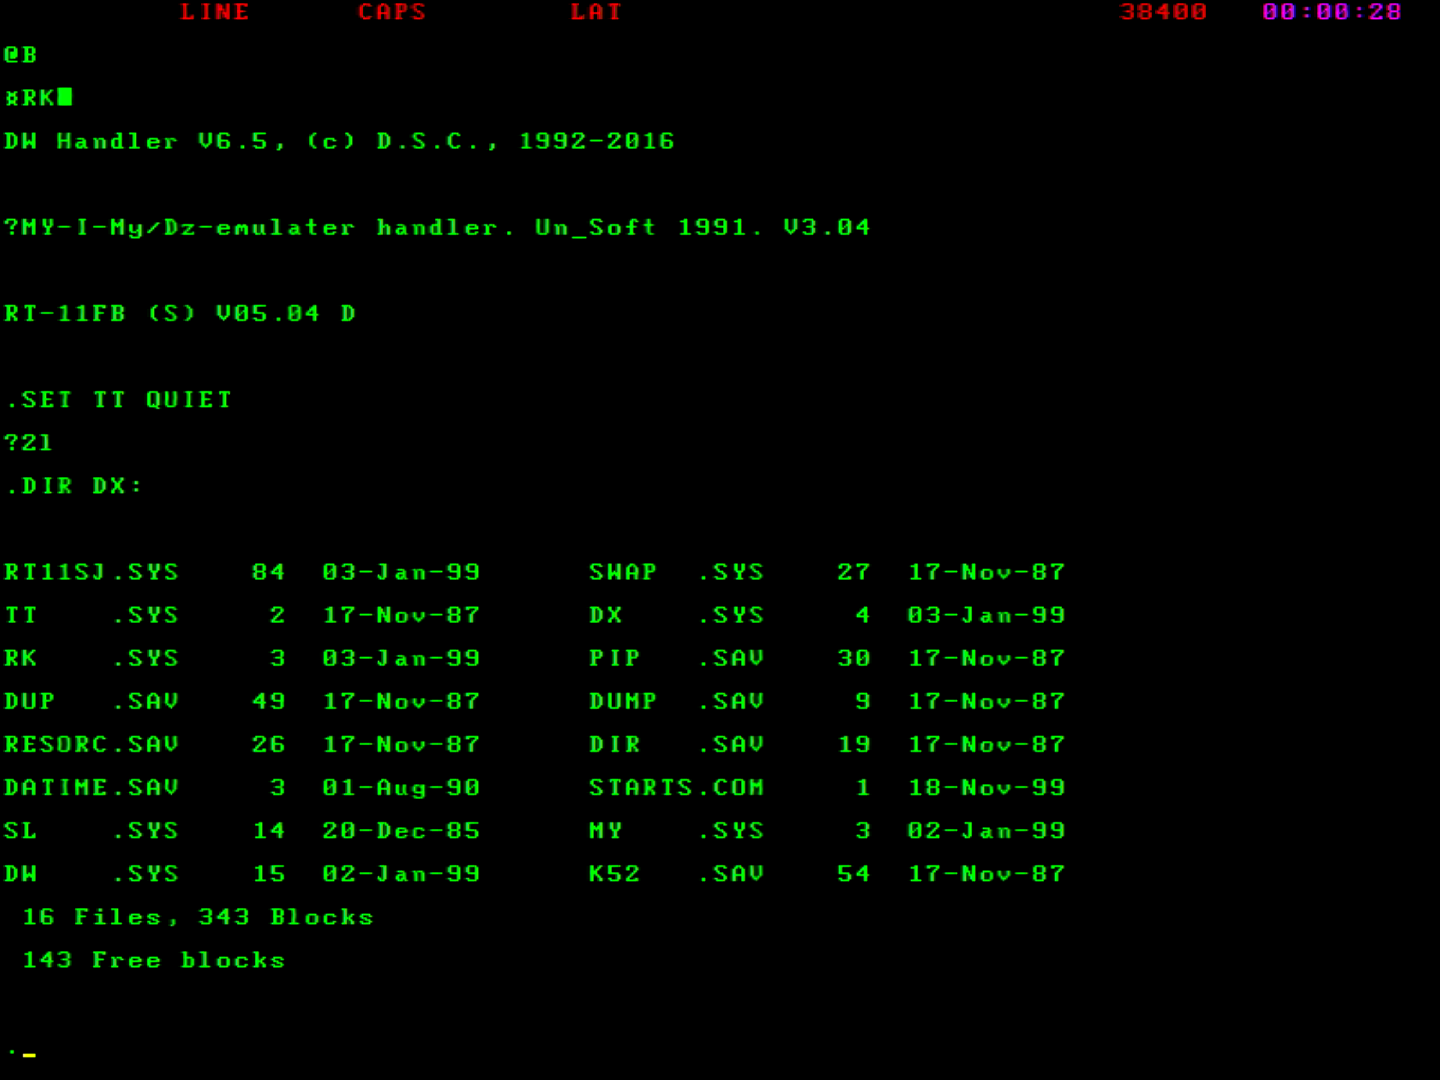 LINE CAPS LAT 38400 00:00:28
@B
¤RK
DW Handler V6.5, (c) D.S.C., 1992-2016
?MY-I-My/Dz-emulater handler. Un_Soft 1991. V3.04
RT-11FB (S) V05.04 D
.SET TT QUIET
?2l
.DIR DX:
RT11SJ.SYS 84 03-Jan-99 SWAP .SYS 27 17-Nov-87
TT .SYS 2 17-Nov-87 DX .SYS 4 03-Jan-99
RK .SYS 3 03-Jan-99 PIP .SAV 30 17-Nov-87
DUP .SAV 49 17-Nov-87 DUMP .SAV 9 17-Nov-87
RESORC.SAV 26 17-Nov-87 DIR .SAV 19 17-Nov-87
DATIME.SAV 3 01-Aug-90 STARTS.COM 1 18-Nov-99
SL .SYS 14 20-Dec-85 MY .SYS 3 02-Jan-99
DW .SYS 15 02-Jan-99 K52 .SAV 54 17-Nov-87
16 Files, 343 Blocks
143 Free blocks
.